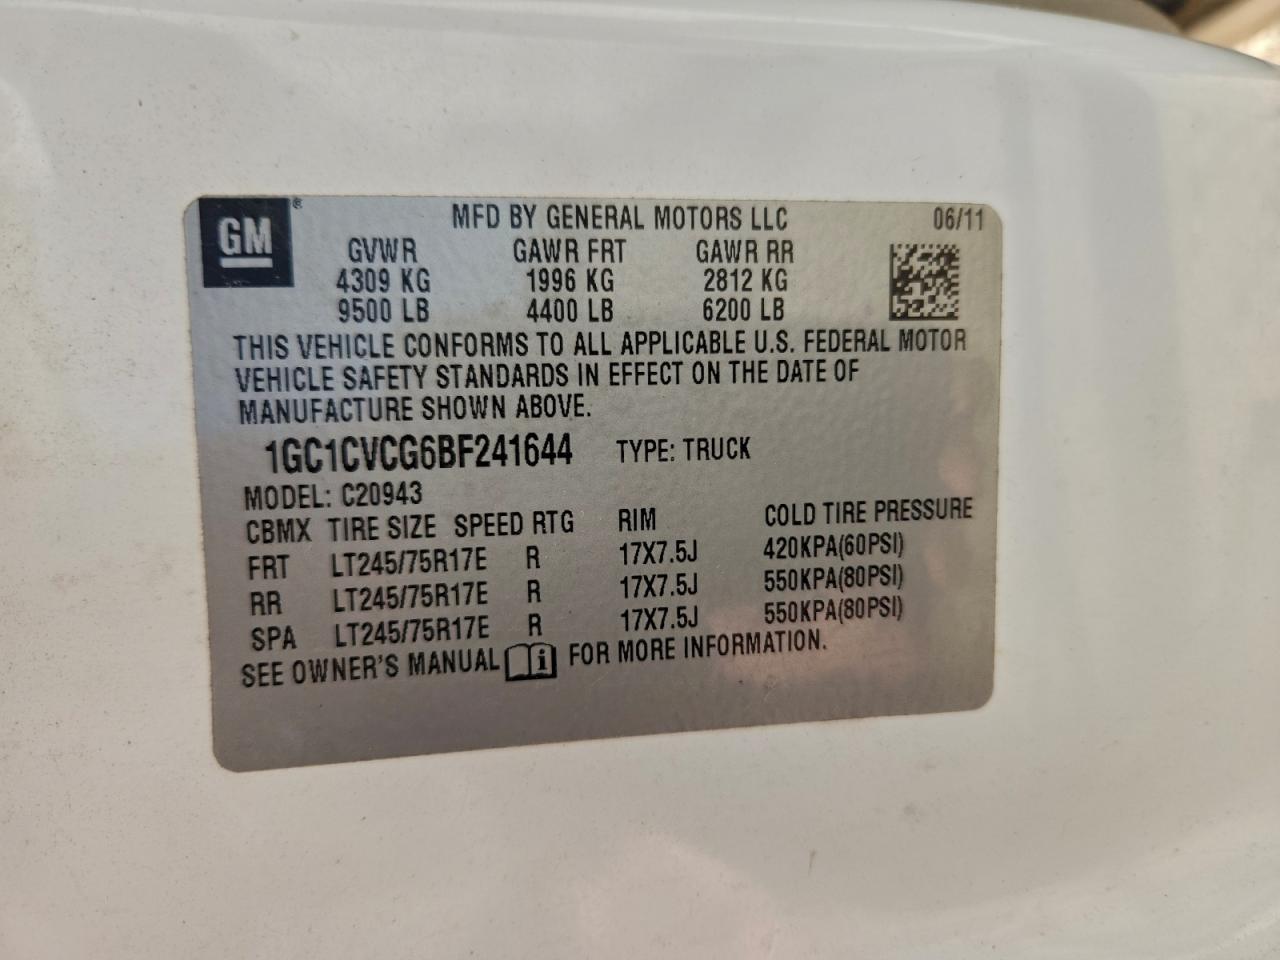 GM ® MFD BY GENERAL MOTORS LLC 06/11
GVWR GAWR FRT GAWR RR
4309 KG 1996 KG 2812 KG
9500 LB 4400 LB 6200 LB
THIS VEHICLE CONFORMS TO ALL APPLICABLE U.S. FEDERAL MOTOR
VEHICLE SAFETY STANDARDS IN EFFECT ON THE DATE OF
MANUFACTURE SHOWN ABOVE.
1GC1CVCG6BF241644 TYPE: TRUCK
MODEL: C20943
CBMX TIRE SIZE SPEED RTG RIM COLD TIRE PRESSURE
FRT LT245/75R17E R 17X7.5J 420KPA(60PSI)
RR LT245/75R17E R 17X7.5J 550KPA(80PSI)
SPA LT245/75R17E R 17X7.5J 550KPA(80PSI)
SEE OWNER'S MANUAL i FOR MORE INFORMATION.